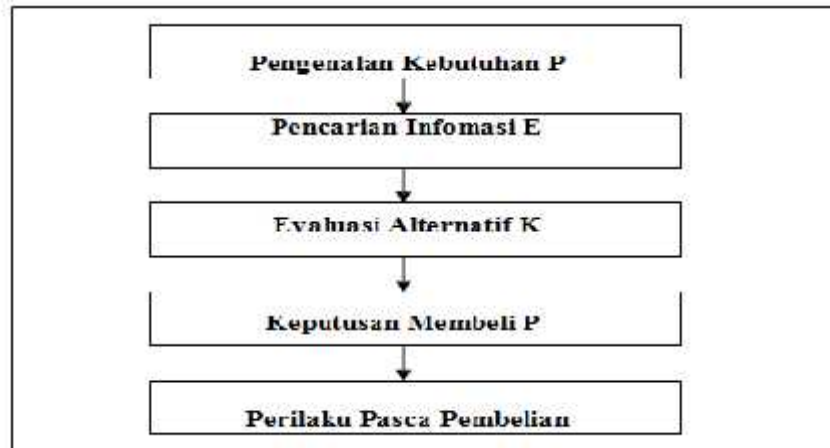 Pengenalan Kebutuhan P
Pencarian Infomasi E
Evaluasi Alternatif K
Keputusan Membeli P
Perilaku Pasca Pembelian